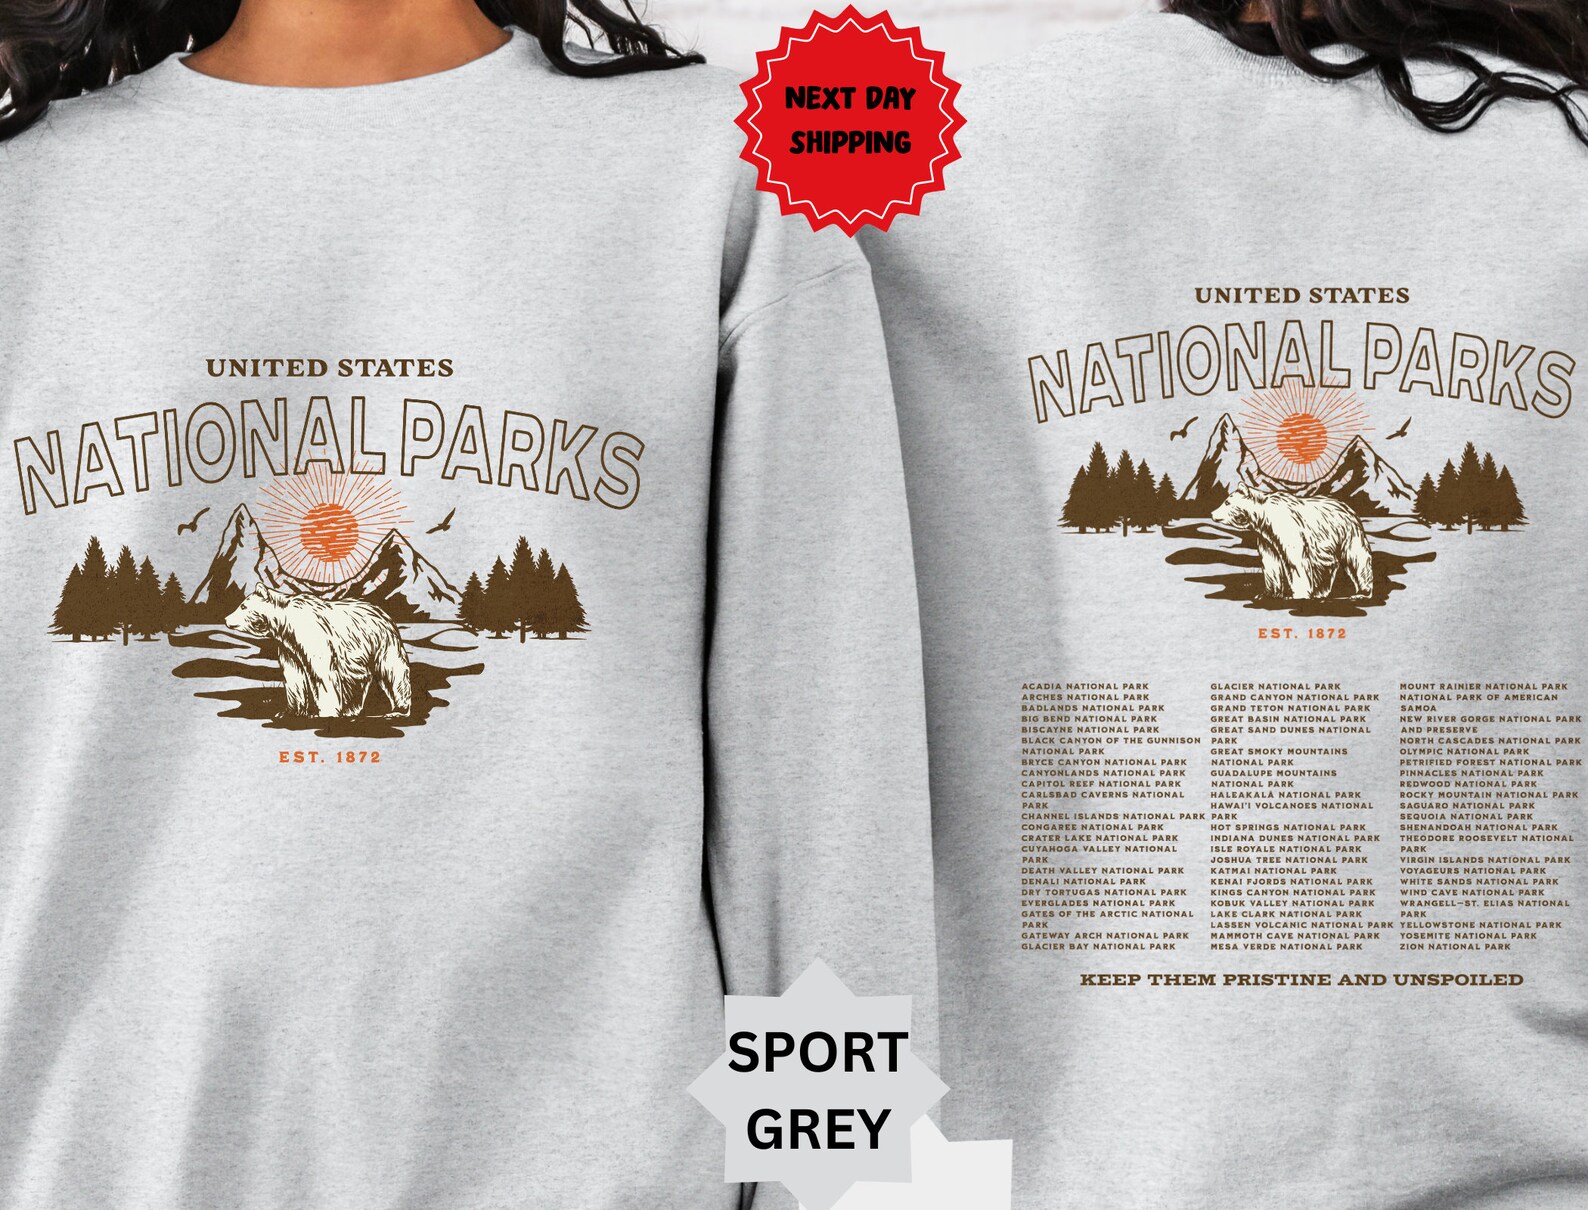 NEXT DAY
SHIPPING
UNITED STATES
NATIONAL PARKS
EST. 1872
UNITED STATES
NATIONAL PARKS
EST. 1872
ACADIA NATIONAL PARK
ARCHES NATIONAL PARK
BADLANDS NATIONAL PARK
BIG BEND NATIONAL PARK
BISCAYNE NATIONAL PARK
BLACK CANYON OF THE GUNNISON
NATIONAL PARK
BRYCE CANYON NATIONAL PARK
CANYONLANDS NATIONAL PARK
CAPITOL REEF NATIONAL PARK
CARLSBAD CAVERNS NATIONAL
PARK
CHANNEL ISLANDS NATIONAL PARK
CONGAREE NATIONAL PARK
CRATER LAKE NATIONAL PARK
CUYAHOGA VALLEY NATIONAL
PARK
DEATH VALLEY NATIONAL PARK
DENALI NATIONAL PARK
DRY TORTUGAS NATIONAL PARK
EVERGLADES NATIONAL PARK
GATES OF THE ARCTIC NATIONAL
PARK
GATEWAY ARCH NATIONAL PARK
GLACIER BAY NATIONAL PARK
GLACIER NATIONAL PARK
GRAND CANYON NATIONAL PARK
GRAND TETON NATIONAL PARK
GREAT BASIN NATIONAL PARK
GREAT SAND DUNES NATIONAL
PARK
GREAT SMOKY MOUNTAINS
NATIONAL PARK
GUADALUPE MOUNTAINS
NATIONAL PARK
HALEAKALĀ NATIONAL PARK
HAWAI'I VOLCANOES NATIONAL
PARK
HOT SPRINGS NATIONAL PARK
INDIANA DUNES NATIONAL PARK
ISLE ROYALE NATIONAL PARK
JOSHUA TREE NATIONAL PARK
KATMAI NATIONAL PARK
KENAI FJORDS NATIONAL PARK
KINGS CANYON NATIONAL PARK
KOBUK VALLEY NATIONAL PARK
LAKE CLARK NATIONAL PARK
LASSEN VOLCANIC NATIONAL PARK
MAMMOTH CAVE NATIONAL PARK
MESA VERDE NATIONAL PARK
MOUNT RAINIER NATIONAL PARK
NATIONAL PARK OF AMERICAN
SAMOA
NEW RIVER GORGE NATIONAL PARK
AND PRESERVE
NORTH CASCADES NATIONAL PARK
OLYMPIC NATIONAL PARK
PETRIFIED FOREST NATIONAL PARK
PINNACLES NATIONAL PARK
REDWOOD NATIONAL PARK
ROCKY MOUNTAIN NATIONAL PARK
SAGUARO NATIONAL PARK
SEQUOIA NATIONAL PARK
SHENANDOAH NATIONAL PARK
THEODORE ROOSEVELT NATIONAL
PARK
VIRGIN ISLANDS NATIONAL PARK
VOYAGEURS NATIONAL PARK
WHITE SANDS NATIONAL PARK
WIND CAVE NATIONAL PARK
WRANGELL—ST. ELIAS NATIONAL
PARK
YELLOWSTONE NATIONAL PARK
YOSEMITE NATIONAL PARK
ZION NATIONAL PARK
KEEP THEM PRISTINE AND UNSPOILED
SPORT
GREY